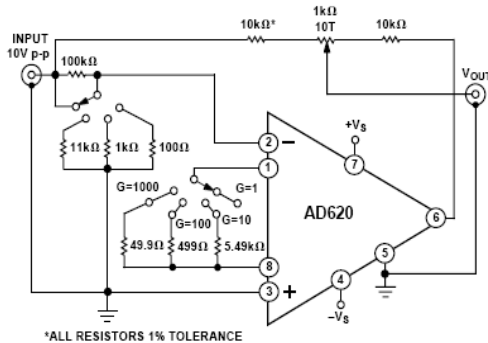 INPUT
10V p-p
100kΩ
10kΩ*
1kΩ
10T
10kΩ
VOUT
11kΩ
1kΩ
100Ω
2
−
1
+VS
7
G=1000
G=1
G=100
G=10
AD620
6
49.9Ω
499Ω
5.49kΩ
8
5
4
3
+
−VS
*ALL RESISTORS 1% TOLERANCE